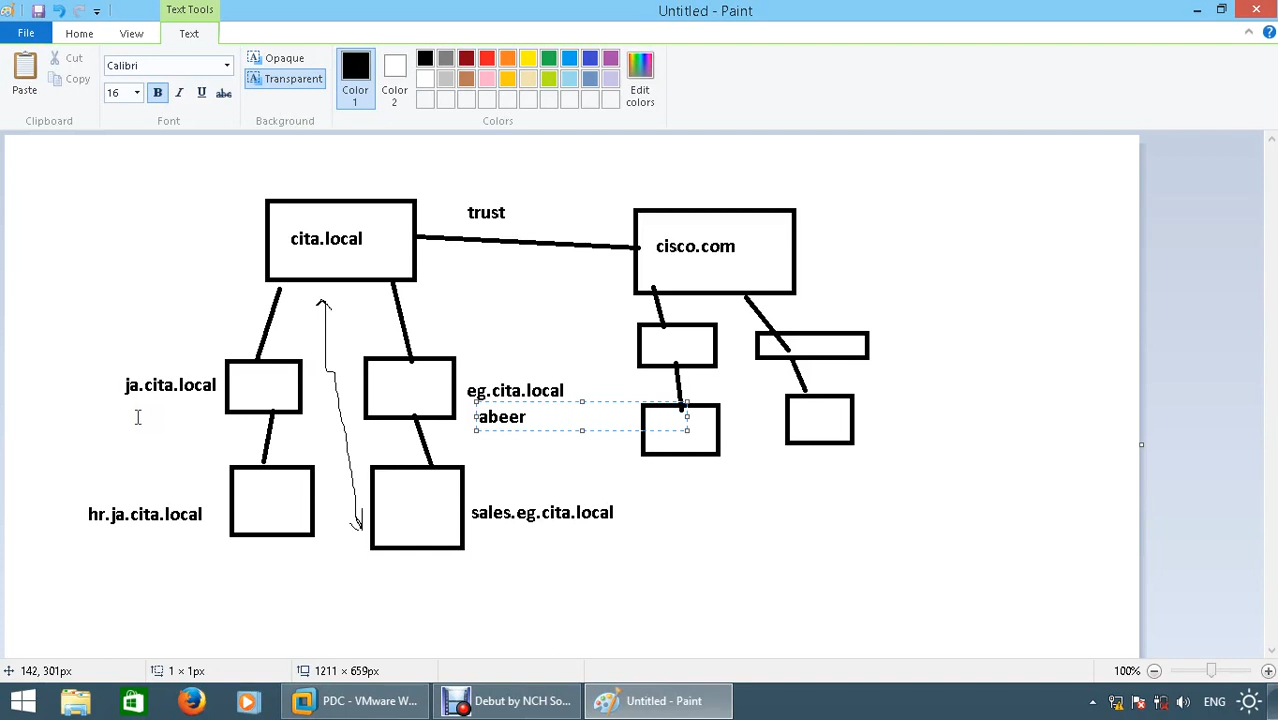 Text Tools
Untitled - Paint
File
Home
View
Text
Paste
Cut
Copy
Clipboard
Calibri
16
B I U abc
Font
Opaque
Transparent
Background
Color 1
Color 2
Edit colors
Colors
trust
cita.local
cisco.com
ja.cita.local
eg.cita.local
abeer
hr.ja.cita.local
sales.eg.cita.local
142, 301px
1 × 1px
1211 × 659px
100%
PDC - VMware W...
Debut by NCH So...
Untitled - Paint
ENG